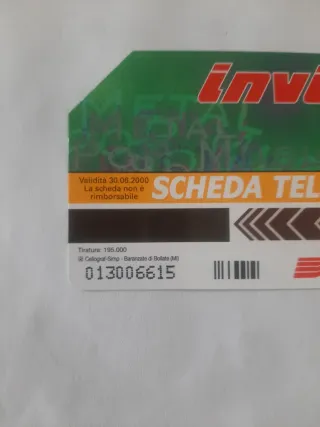 invi
METAL
SCHEDA TEL
Validità 30.06.2000
La scheda non è
rimborsabile
Tiratura: 195.000
Cellograf-Simp - Baranzate di Bollate (MI)
013006615